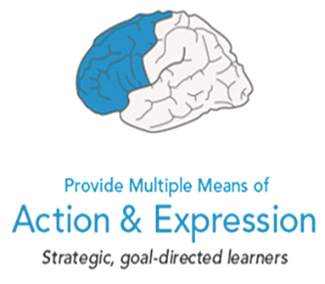 Provide Multiple Means of
Action & Expression
Strategic, goal-directed learners